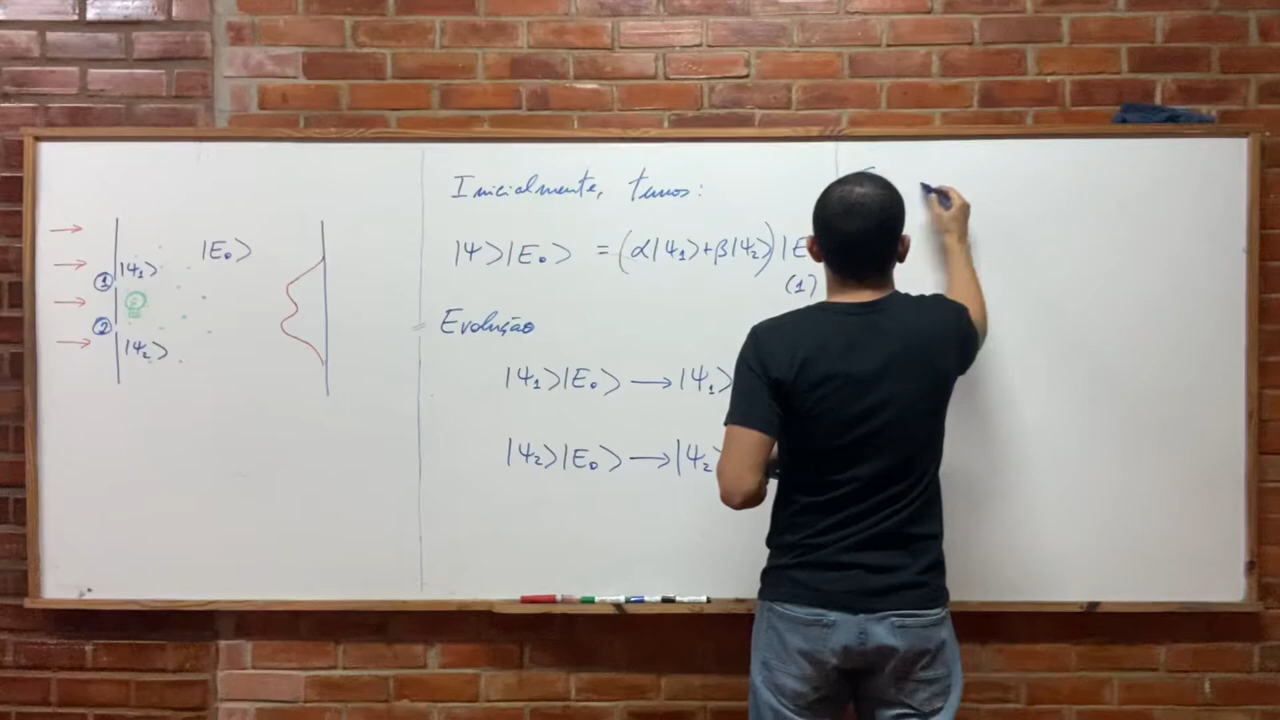 |E₀⟩
① |ψ₁⟩
② |ψ₂⟩
Inicialmente, temos:
|ψ⟩|E₀⟩ = (α|ψ₁⟩+β|ψ₂⟩)|E
(1)
Evolução
|ψ₁⟩|E₀⟩ → |ψ₁⟩
|ψ₂⟩|E₀⟩ → |ψ₂⟩